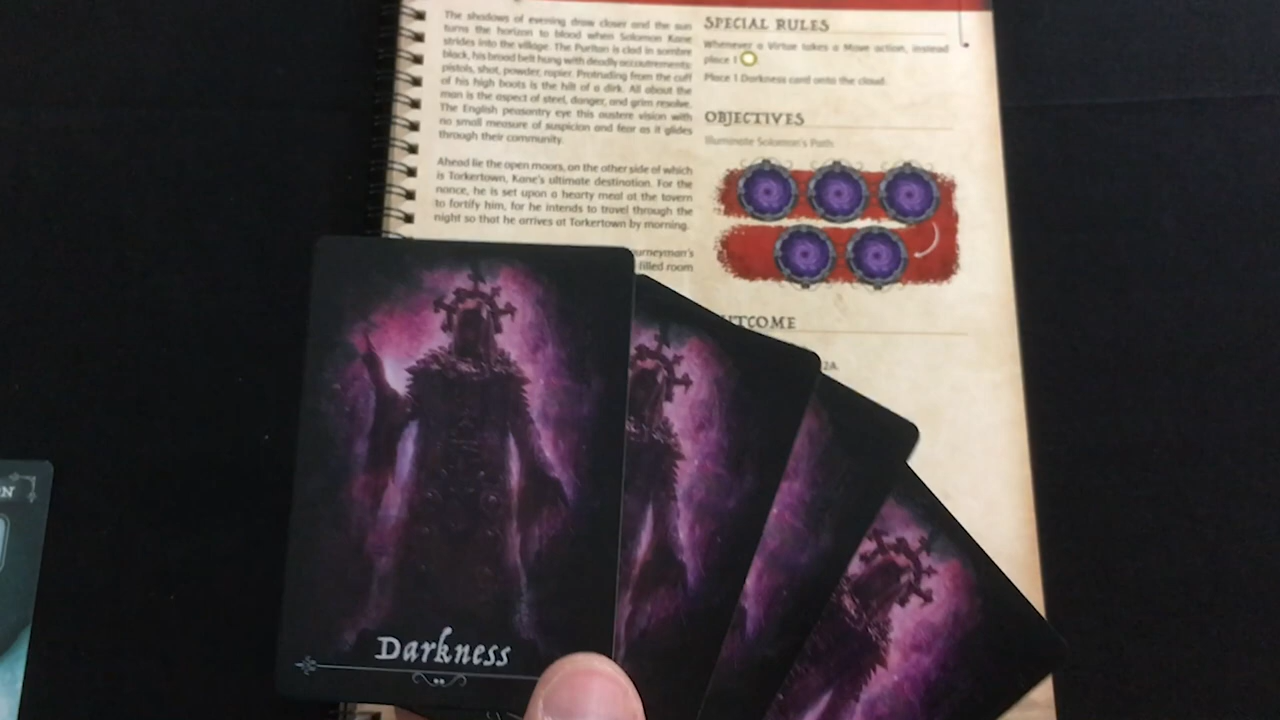 The shadows of evening draw closer and the sun
turns the horizon to blood when Solomon Kane
strides into the village. The Puritan is clad in sombre
black, his broad belt hung with deadly accoutrements:
pistols, shot, powder, rapier. Protruding from the cuff
of his high boots is the hilt of a dirk. All about the
man is the aspect of steel, danger, and grim resolve.
The English peasantry eye this austere vision with
no small measure of suspicion and fear as it glides
through their community.
Ahead lie the open moors, on the other side of which
is Torkertown, Kane's ultimate destination. For the
nonce, he is set upon a hearty meal at the tavern
to fortify him, for he intends to travel through the
night so that he arrives at Torkertown by morning.
urneyman's
filled room
SPECIAL RULES
Whenever a Virtue takes a Move action, instead
place 1
Place 1 Darkness card onto the cloud.
OBJECTIVES
Illuminate Solomon's Path
UTCOME
2A.
Darkness